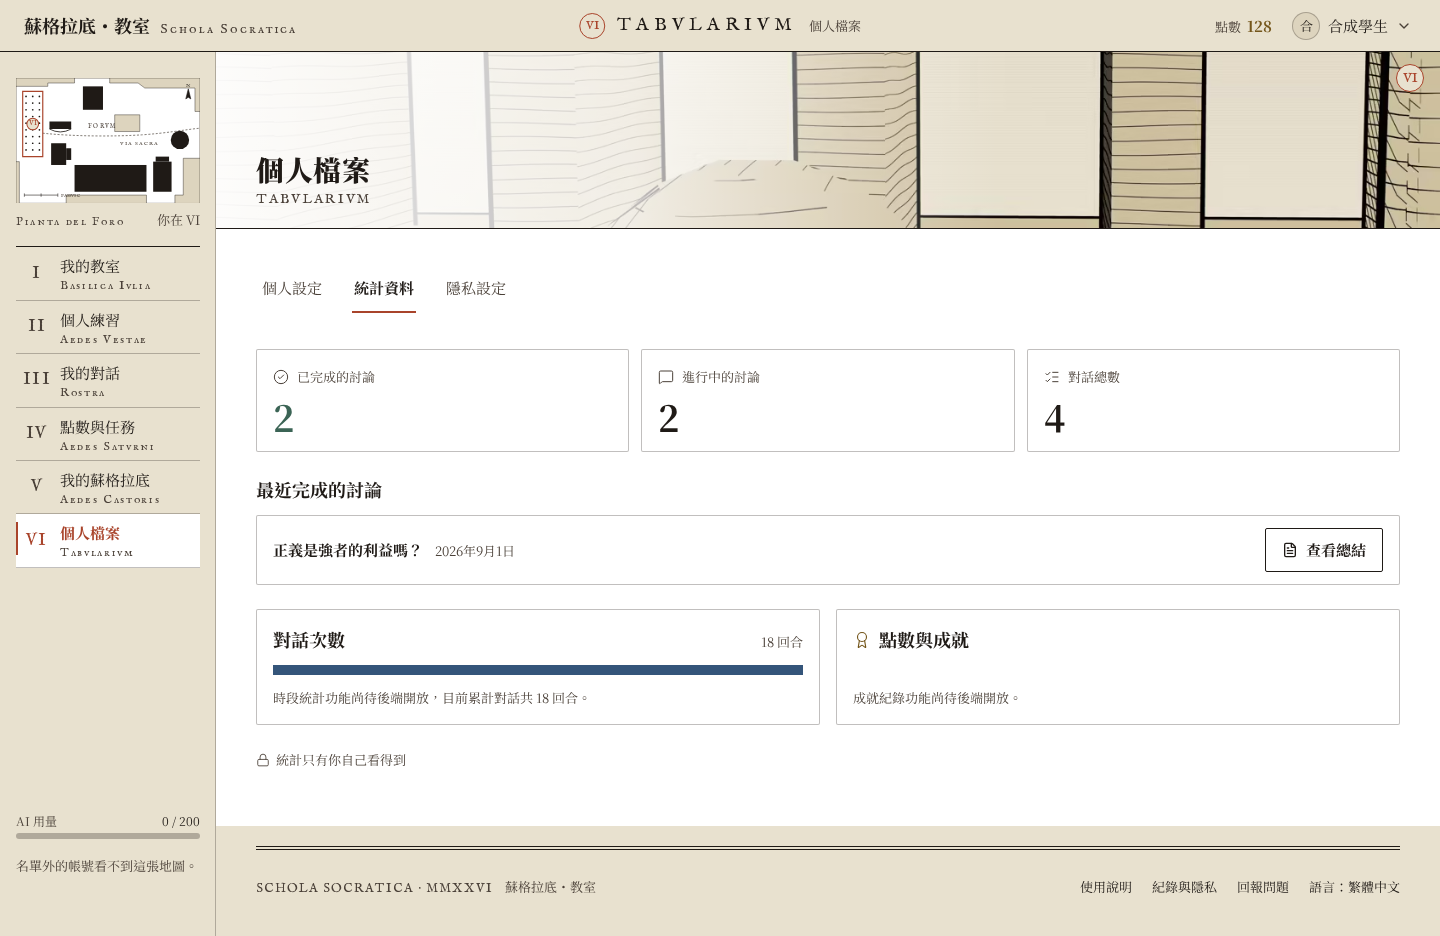 蘇格拉底·教室 Schola Socratica
VI TABVLARIVM 個人檔案
點數 128
合 合成學生
N
VI
FORVM
VIA SACRA
Pianta del Foro 你在 VI
I 我的教室
Basilica Ivlia
II 個人練習
Aedes Vestae
III 我的對話
Rostra
IV 點數與任務
Aedes Satvrni
V 我的蘇格拉底
Aedes Castoris
VI 個人檔案
Tabvlarivm
AI 用量 0 / 200
名單外的帳號看不到這張地圖。
VI
個人檔案
TABVLARIVM
個人設定 統計資料 隱私設定
已完成的討論
2
進行中的討論
2
對話總數
4
最近完成的討論
正義是強者的利益嗎？ 2026年9月1日
查看總結
對話次數 18 回合
時段統計功能尚待後端開放，目前累計對話共 18 回合。
點數與成就
成就紀錄功能尚待後端開放。
統計只有你自己看得到
SCHOLA SOCRATICA · MMXXVI 蘇格拉底·教室
使用說明 紀錄與隱私 回報問題 語言：繁體中文